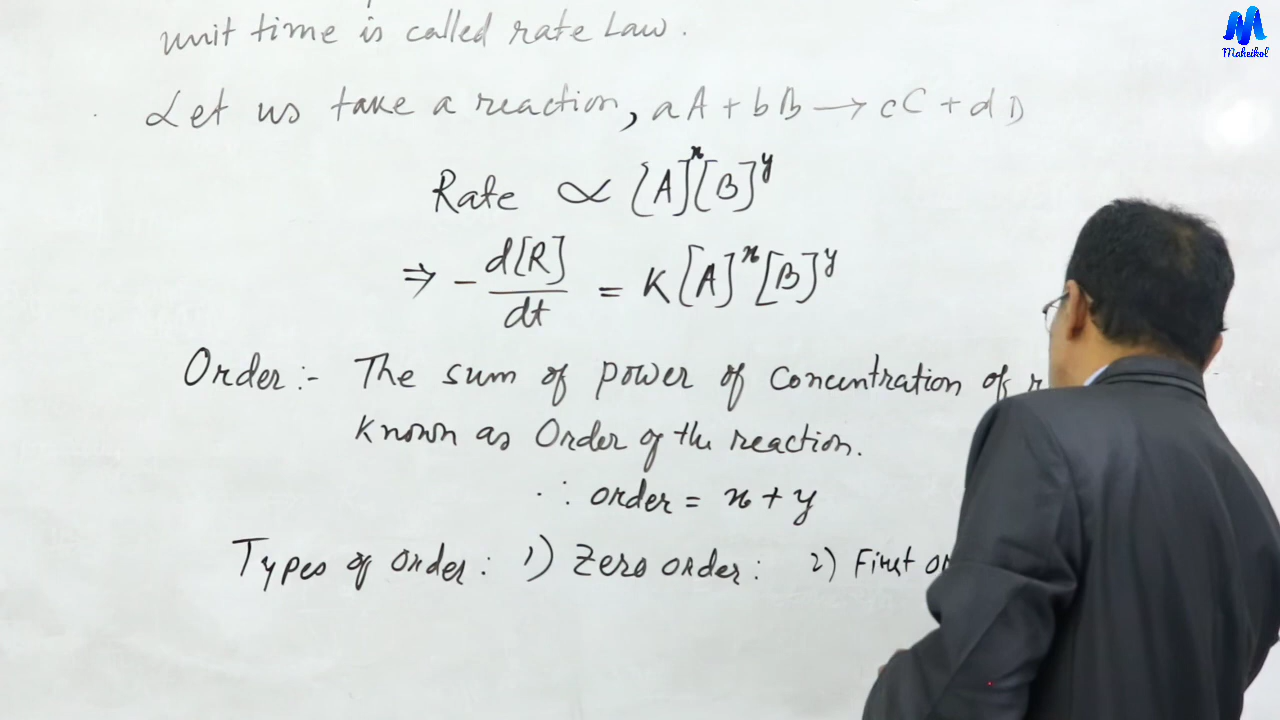 unit time is called rate Law.
Maheikol
Let us take a reaction, aA + bB → cC + dD
Rate ∝ [A]^x [B]^y
⇒ - d[R]/dt = K [A]^x [B]^y
Order :- The sum of power of concentration of
known as Order of the reaction.
∴ order = x + y
Types of order : 1) Zero order : 2) First